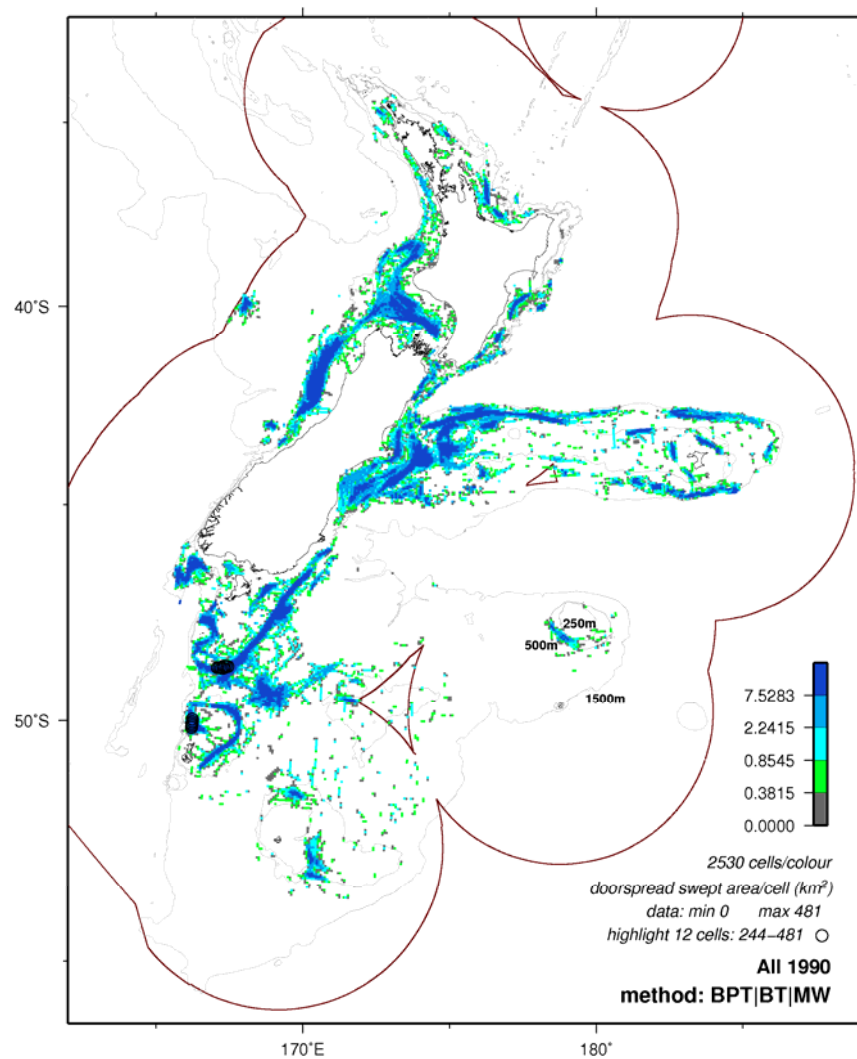 40˚S
250m
500m
1500m
50˚S
7.5283
2.2415
0.8545
0.3815
0.0000
2530 cells/colour
doorspread swept area/cell (km²)
data: min 0 max 481
highlight 12 cells: 244–481 ○
All 1990
method: BPT|BT|MW
170˚E
180˚